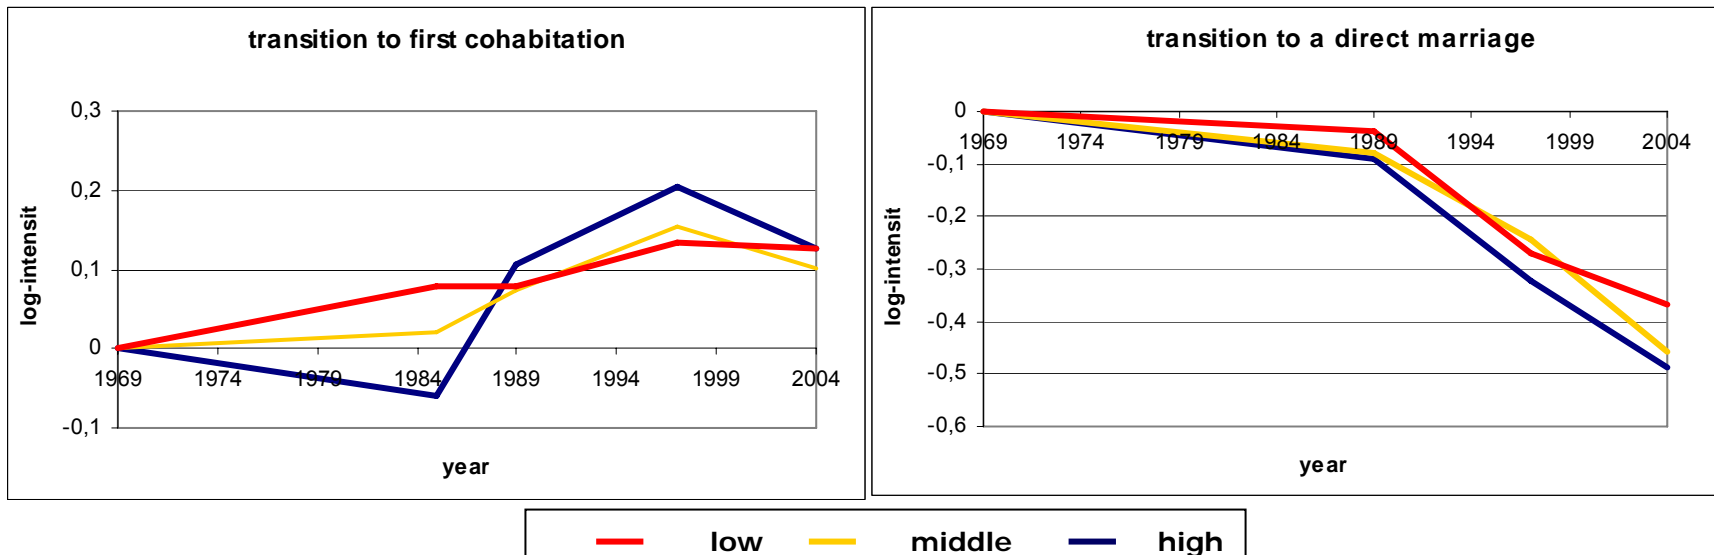 transition to first cohabitation
0,3
0,2
0,1
0
-0,1
log-intensit
1969 1974 1979 1984 1989 1994 1999 2004
year
transition to a direct marriage
0
-0,1
-0,2
-0,3
-0,4
-0,5
-0,6
log-intensit
1969 1974 1979 1984 1989 1994 1999 2004
year
low middle high